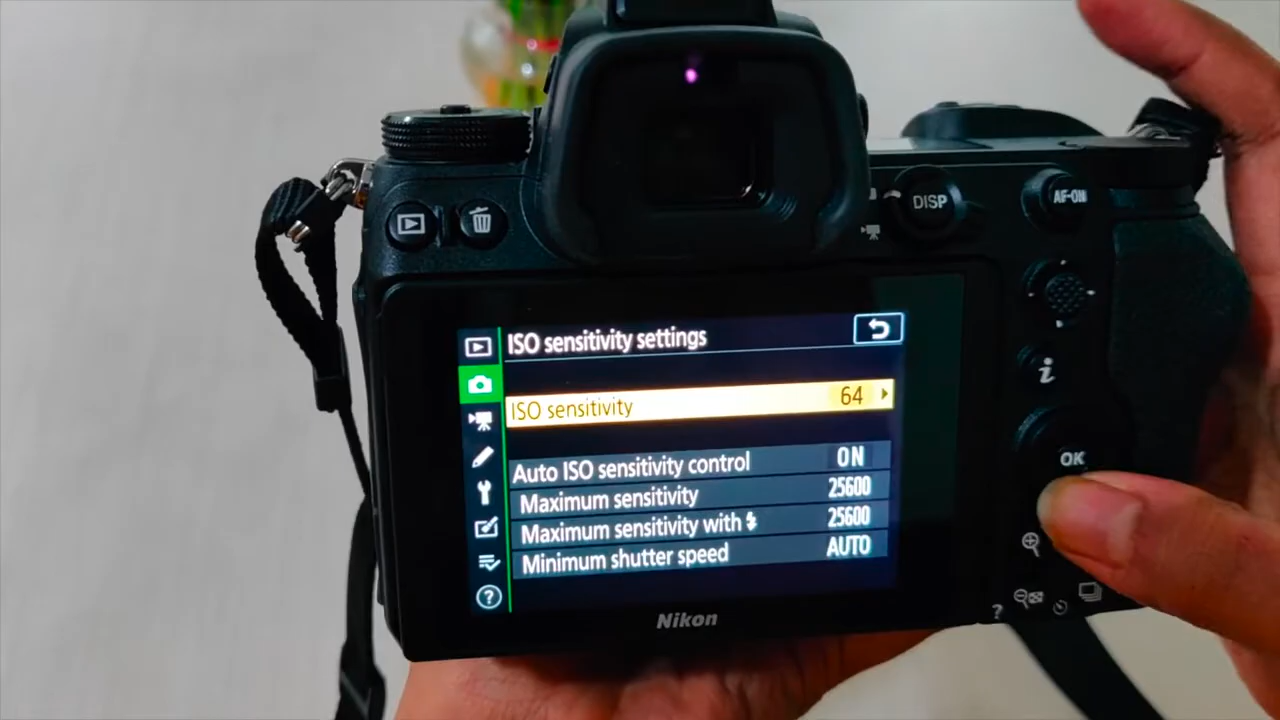 DISP
AF-ON
i
ISO sensitivity settings
ISO sensitivity 64
OK
Auto ISO sensitivity control ON
Maximum sensitivity 25600
Maximum sensitivity with 25600
Minimum shutter speed AUTO
?
Nikon
?